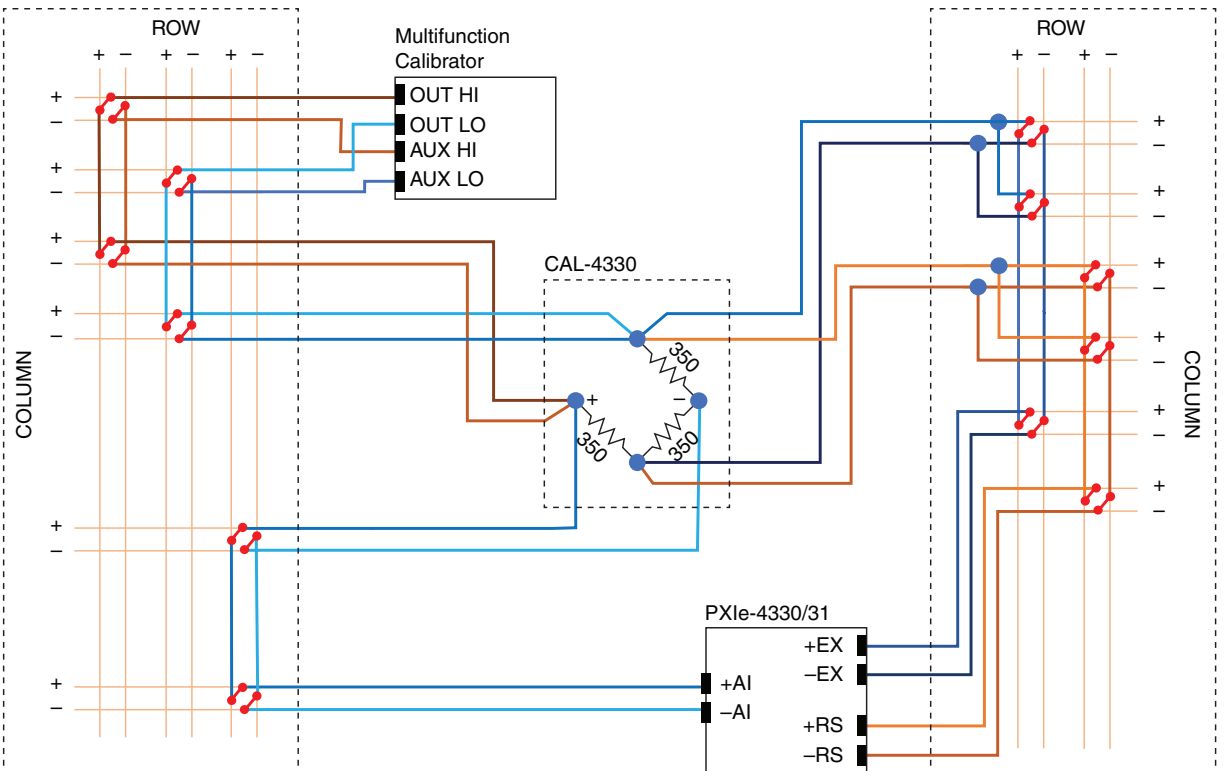 ROW
+ − + − + −
Multifunction
Calibrator
OUT HI
OUT LO
AUX HI
AUX LO
+
−
+
−
+
−
+
−
+
−
+
−
COLUMN
CAL-4330
350
+
−
350
350
PXIe-4330/31
+EX
−EX
+AI
−AI
+RS
−RS
ROW
+ − + −
+
−
+
−
+
−
+
−
+
−
+
−
COLUMN